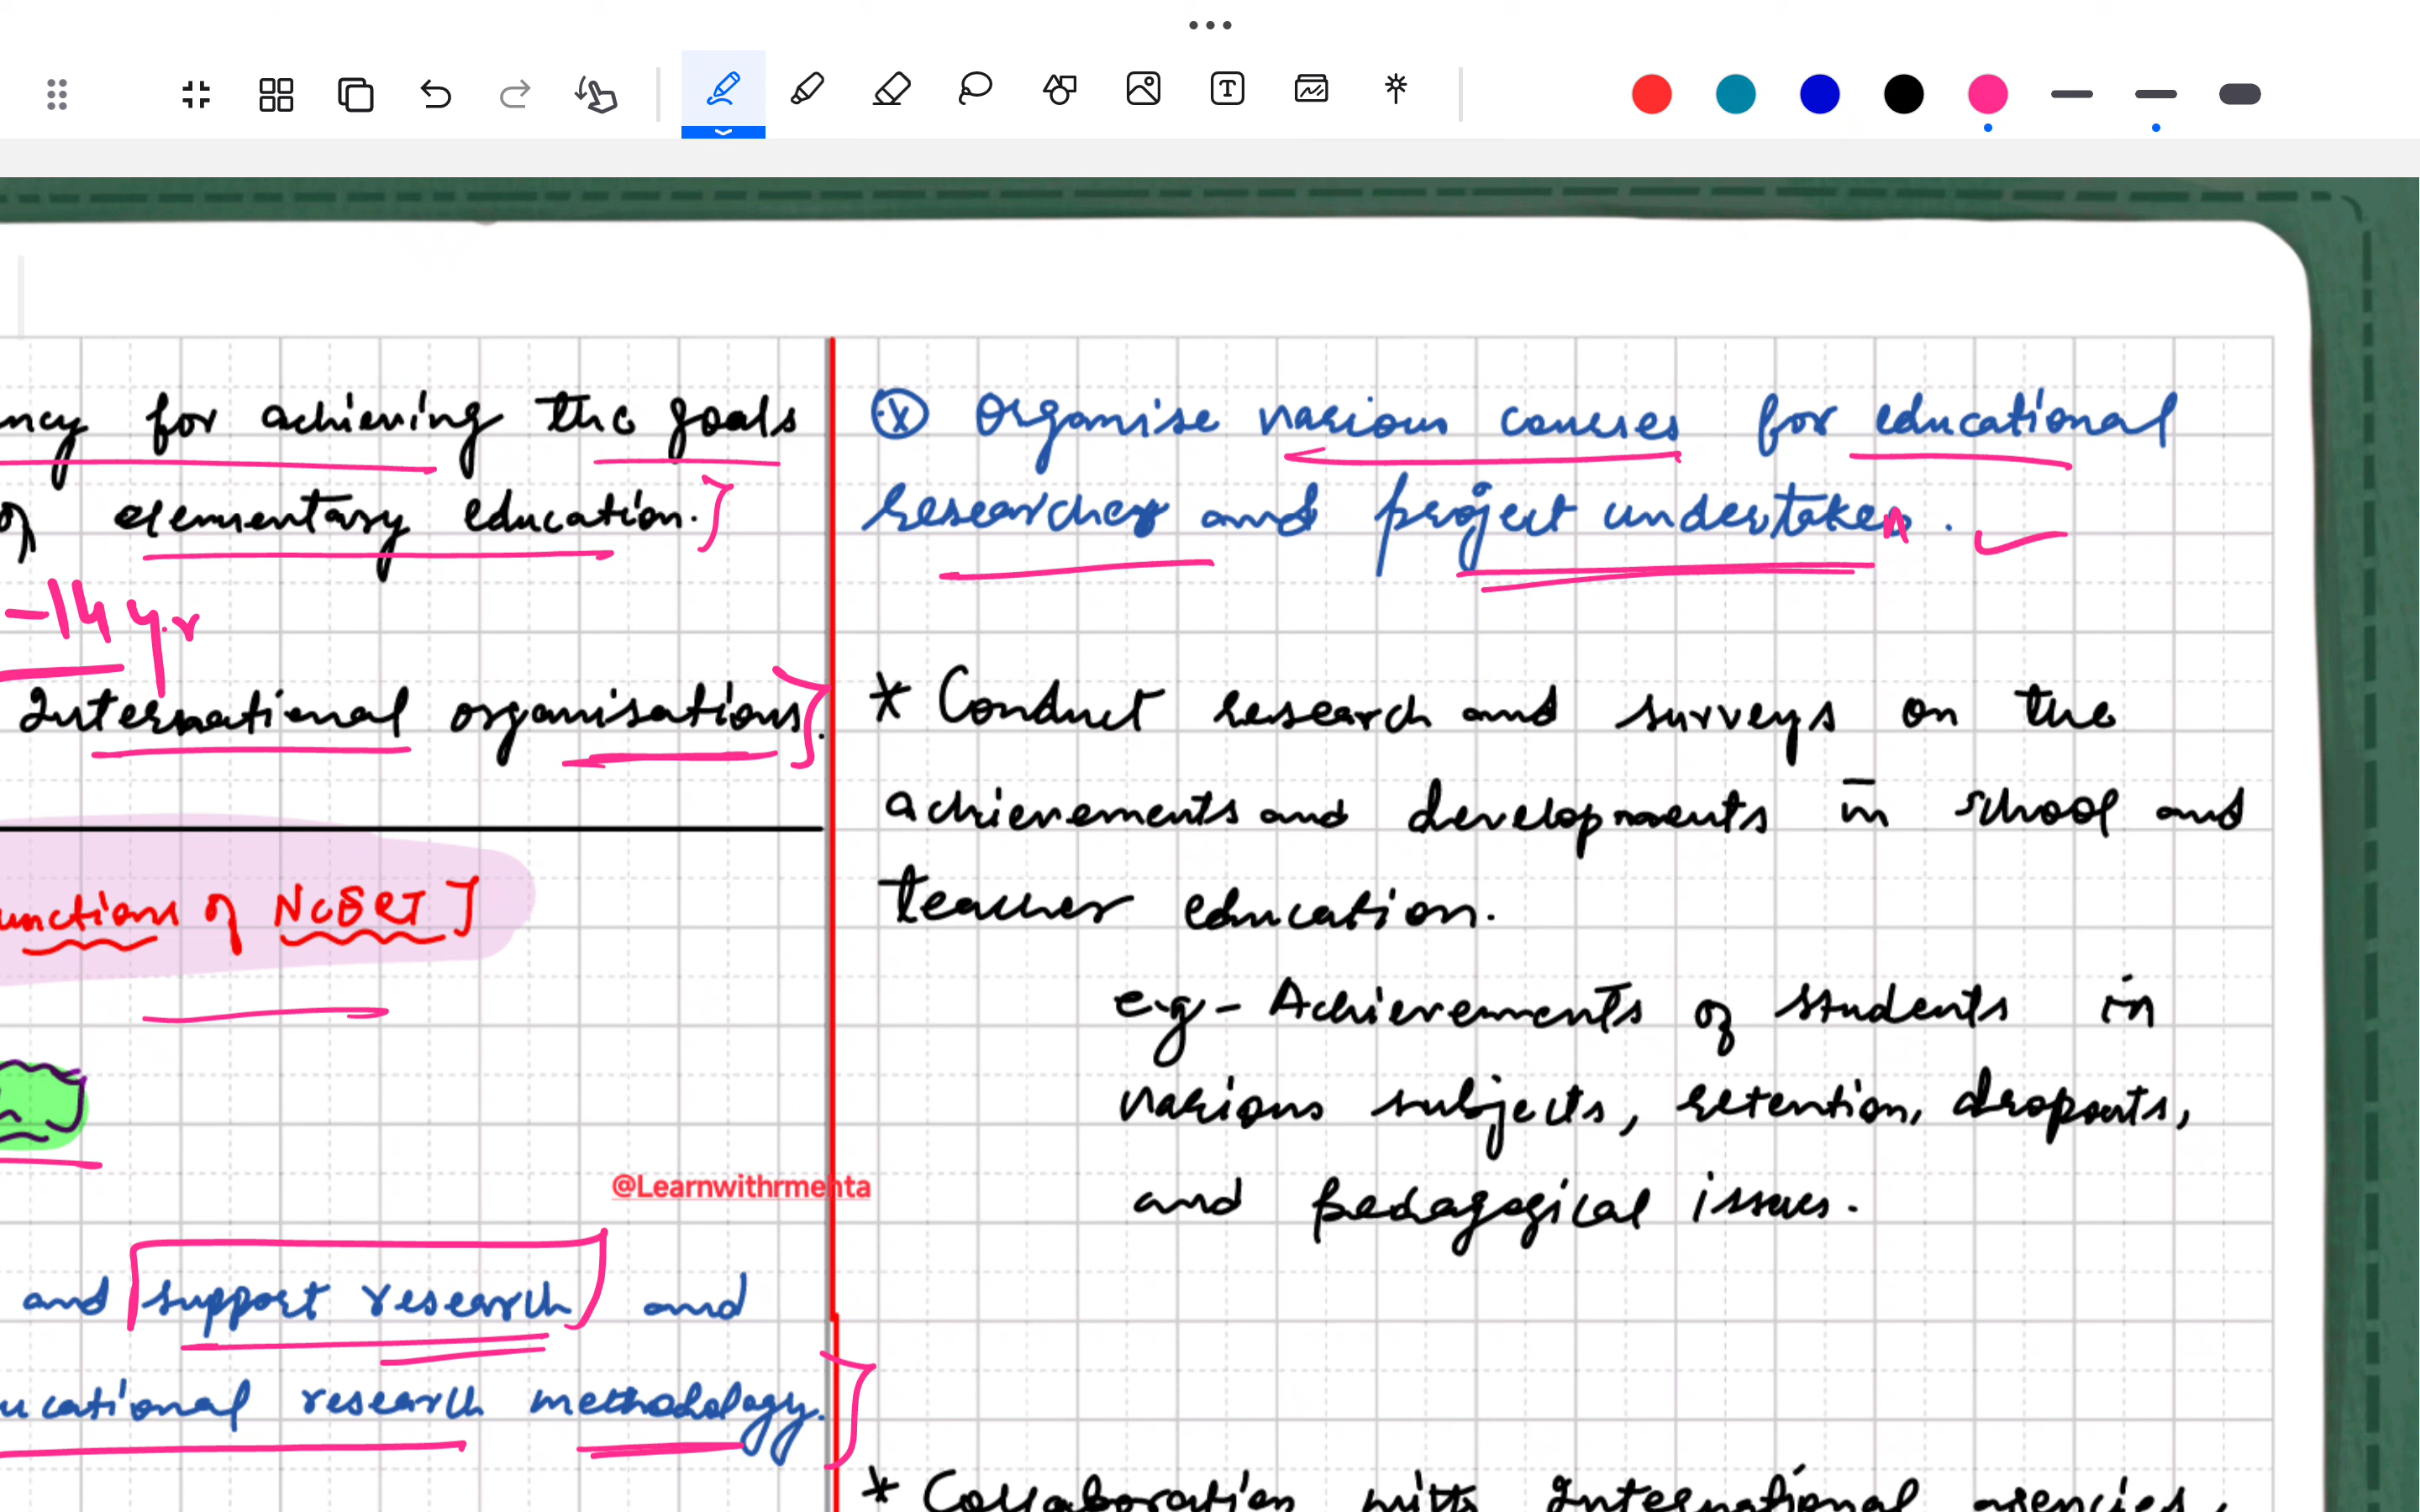 ncy for achieving the goals
of elementary education.
-14 y.r
International organisations.
unctions of NCERT]
@Learnwithrmehta
and support research and
ucational research methodology.
(x) Organise various courses for educational
researches and project undertaken.
* Conduct research and surveys on the
achievements and developments in school and
teacher education.
e.g - Achievements of students in
various subjects, retention, dropouts,
and pedagogical issues.
* Collaboration with International agencies,